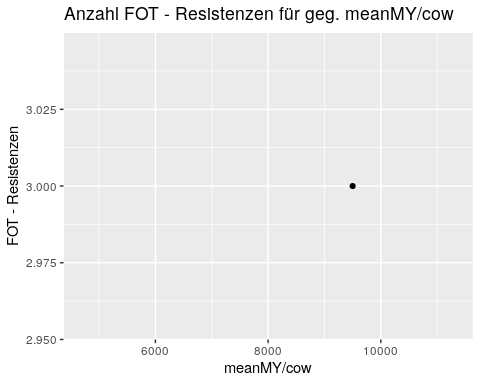 Anzahl FOT - Resistenzen für geg. meanMY/cow
3.025
3.000
2.975
2.950
FOT - Resistenzen
6000 8000 10000
meanMY/cow